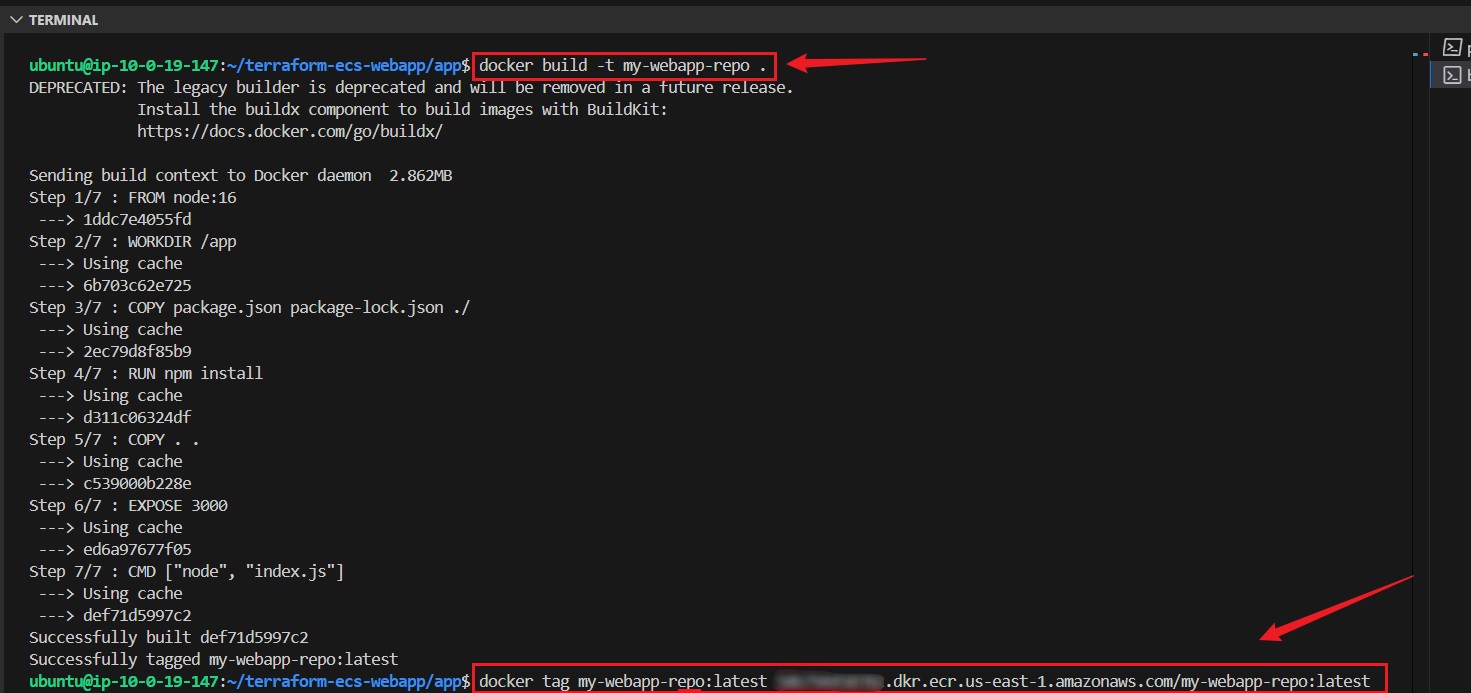 TERMINAL
ubuntu@ip-10-0-19-147:~/terraform-ecs-webapp/app$ docker build -t my-webapp-repo .
DEPRECATED: The legacy builder is deprecated and will be removed in a future release.
Install the buildx component to build images with BuildKit:
https://docs.docker.com/go/buildx/
Sending build context to Docker daemon  2.862MB
Step 1/7 : FROM node:16
---> 1ddc7e4055fd
Step 2/7 : WORKDIR /app
---> Using cache
---> 6b703c62e725
Step 3/7 : COPY package.json package-lock.json ./
---> Using cache
---> 2ec79d8f85b9
Step 4/7 : RUN npm install
---> Using cache
---> d311c06324df
Step 5/7 : COPY . .
---> Using cache
---> c539000b228e
Step 6/7 : EXPOSE 3000
---> Using cache
---> ed6a97677f05
Step 7/7 : CMD ["node", "index.js"]
---> Using cache
---> def71d5997c2
Successfully built def71d5997c2
Successfully tagged my-webapp-repo:latest
ubuntu@ip-10-0-19-147:~/terraform-ecs-webapp/app$ docker tag my-webapp-repo:latest .dkr.ecr.us-east-1.amazonaws.com/my-webapp-repo:latest